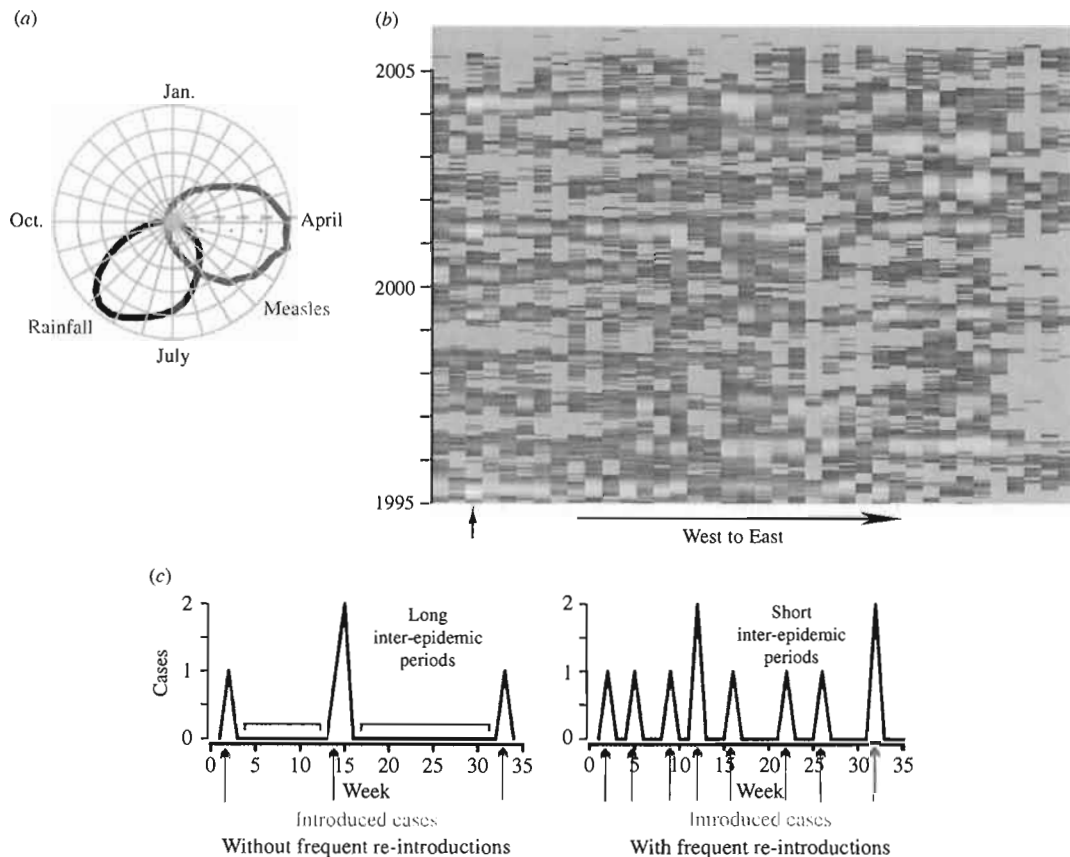 (a)
Jan.
Oct.
April
Rainfall
Measles
July
(b)
2005
2000
1995
West to East
(c)
Cases
2
1
0
Long
inter-epidemic
periods
0 5 10 15 20 25 30 35
Week
Introduced cases
Without frequent re-introductions
2
1
0
Short
inter-epidemic
periods
0 5 10 15 20 25 30 35
Week
Introduced cases
With frequent re-introductions